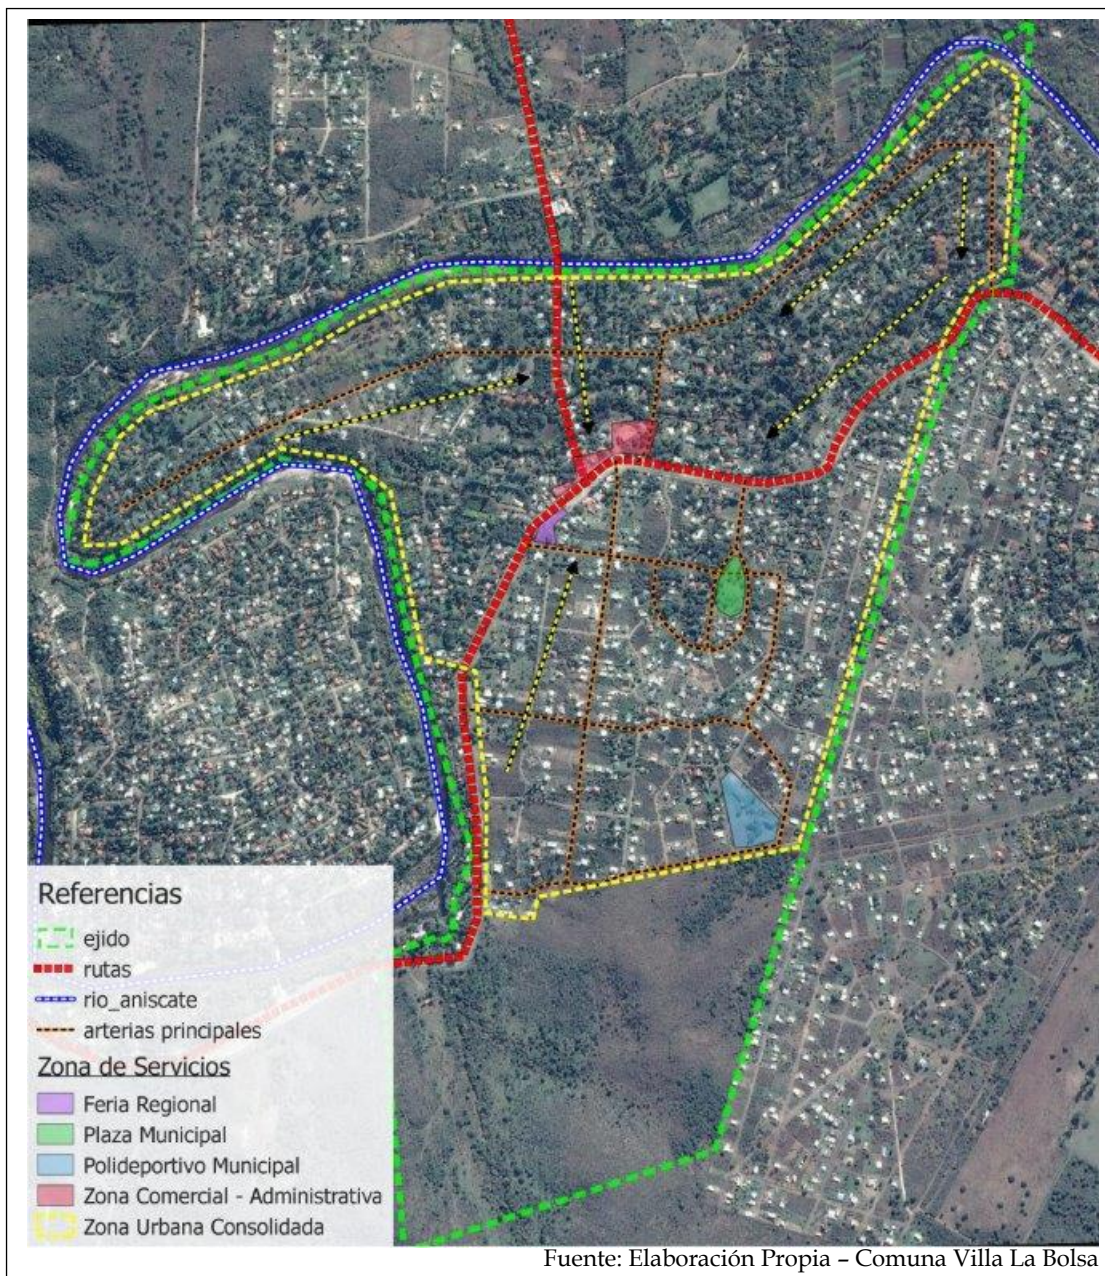 Referencias
ejido
rutas
rio_aniscate
arterias principales
Zona de Servicios
Feria Regional
Plaza Municipal
Polideportivo Municipal
Zona Comercial - Administrativa
Zona Urbana Consolidada
Fuente: Elaboración Propia – Comuna Villa La Bolsa